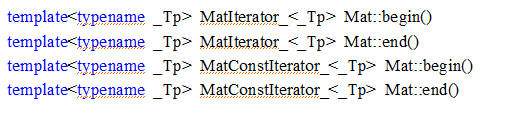 template<typename _Tp> MatIterator_<_Tp> Mat::begin()
template<typename _Tp> MatIterator_<_Tp> Mat::end()
template<typename _Tp> MatConstIterator_<_Tp> Mat::begin()
template<typename _Tp> MatConstIterator_<_Tp> Mat::end()